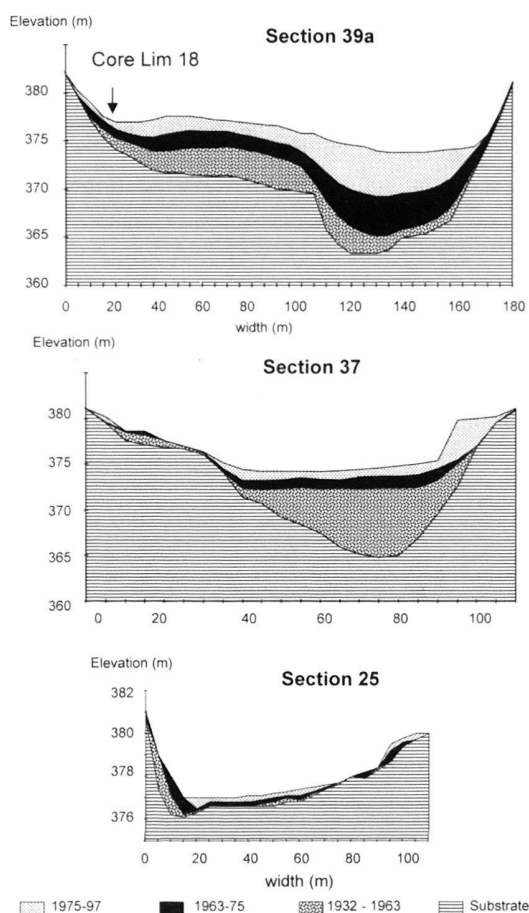 Elevation (m)
Section 39a
Core Lim 18
380
375
370
365
360
0 20 40 60 80 100 120 140 160 180
width (m)
Elevation (m)
Section 37
380
375
370
365
360
0 20 40 60 80 100
Elevation (m)
Section 25
382
380
378
376
0 20 40 60 80 100
width (m)
1975-97 1963-75 1932 - 1963 Substrate